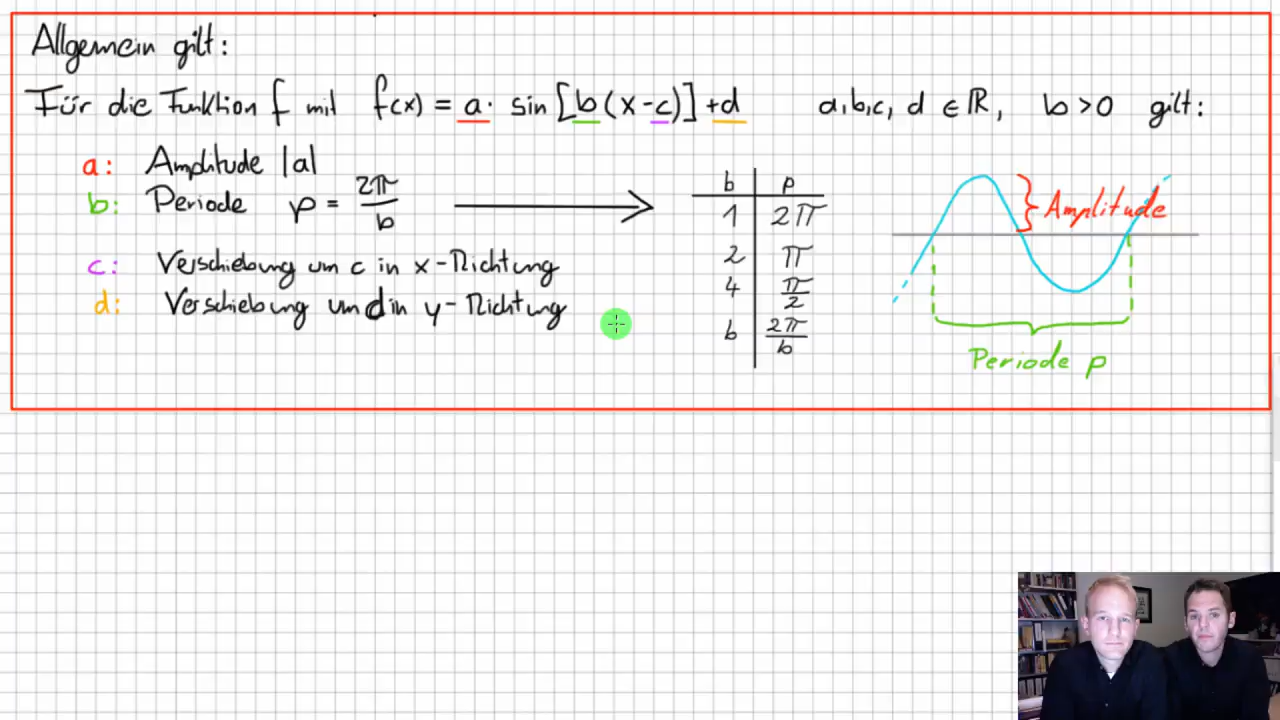 Allgemein gilt:
Für die Funktion f mit f(x) = a · sin [b(x-c)] + d a,b,c, d ∈ ℝ, b > 0 gilt:
a: Amplitude |a|
b: Periode p = 2π/b
c: Verschiebung um c in x-Richtung
d: Verschiebung um d in y-Richtung
b p
1 2π
2 π
4 π/2
b 2π/b
Amplitude
Periode p